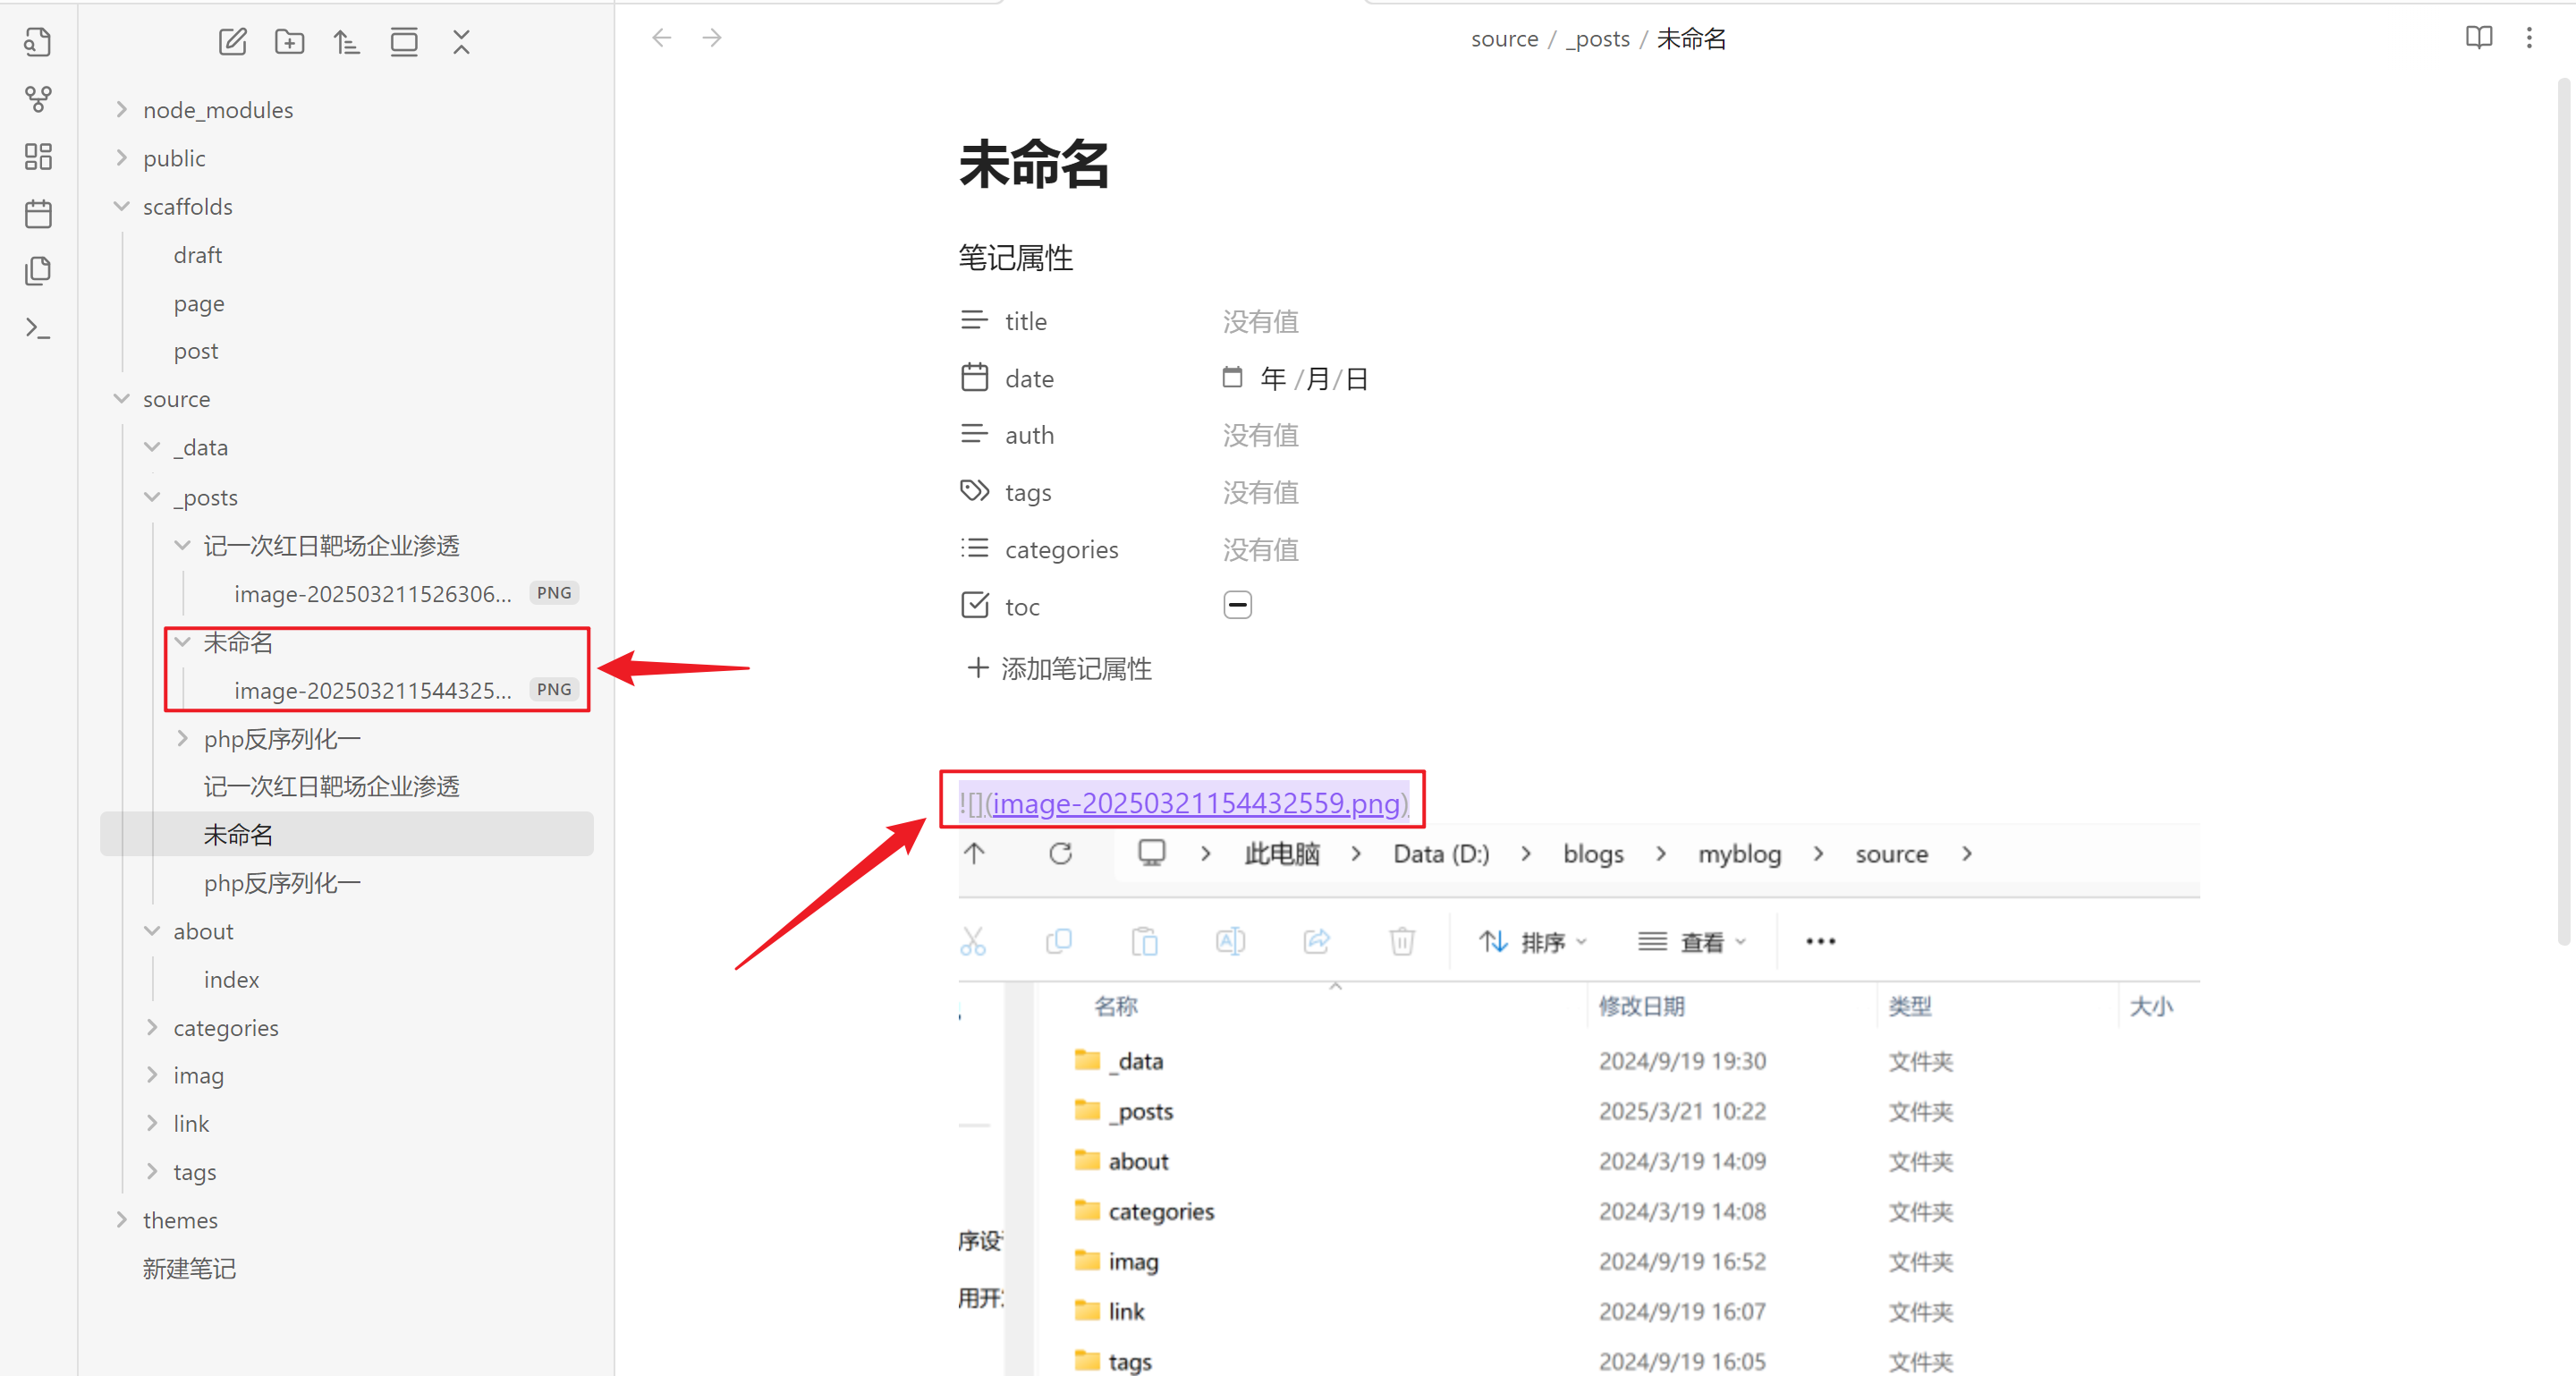 source / _posts / 未命名
node_modules
public
scaffolds
draft
page
post
source
_data
_posts
记一次红日靶场企业渗透
image-202503211526306... PNG
未命名
image-202503211544325... PNG
php反序列化一
记一次红日靶场企业渗透
未命名
php反序列化一
about
index
categories
imag
link
tags
themes
新建笔记
未命名
笔记属性
title 没有值
date 年/月/日
auth 没有值
tags 没有值
categories 没有值
toc
添加笔记属性
![](image-20250321154432559.png)
此电脑 > Data (D:) > blogs > myblog > source >
排序 查看
名称 修改日期 类型 大小
_data 2024/9/19 19:30 文件夹
_posts 2025/3/21 10:22 文件夹
about 2024/3/19 14:09 文件夹
categories 2024/3/19 14:08 文件夹
序设
imag 2024/9/19 16:52 文件夹
用开
link 2024/9/19 16:07 文件夹
tags 2024/9/19 16:05 文件夹